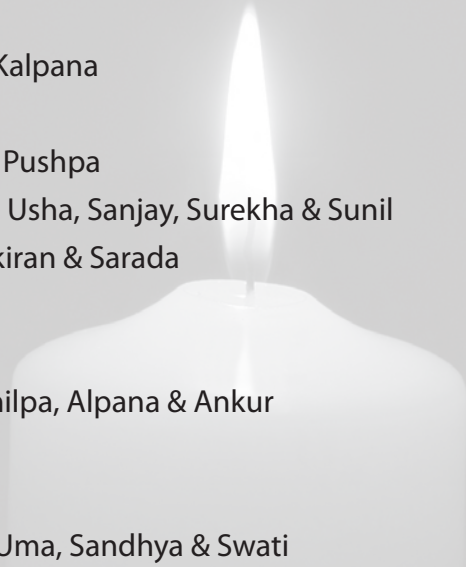 Kalpana
Pushpa
Usha, Sanjay, Surekha & Sunil
& Sarada
Alpana & Ankur
Uma, Sandhya & Swati